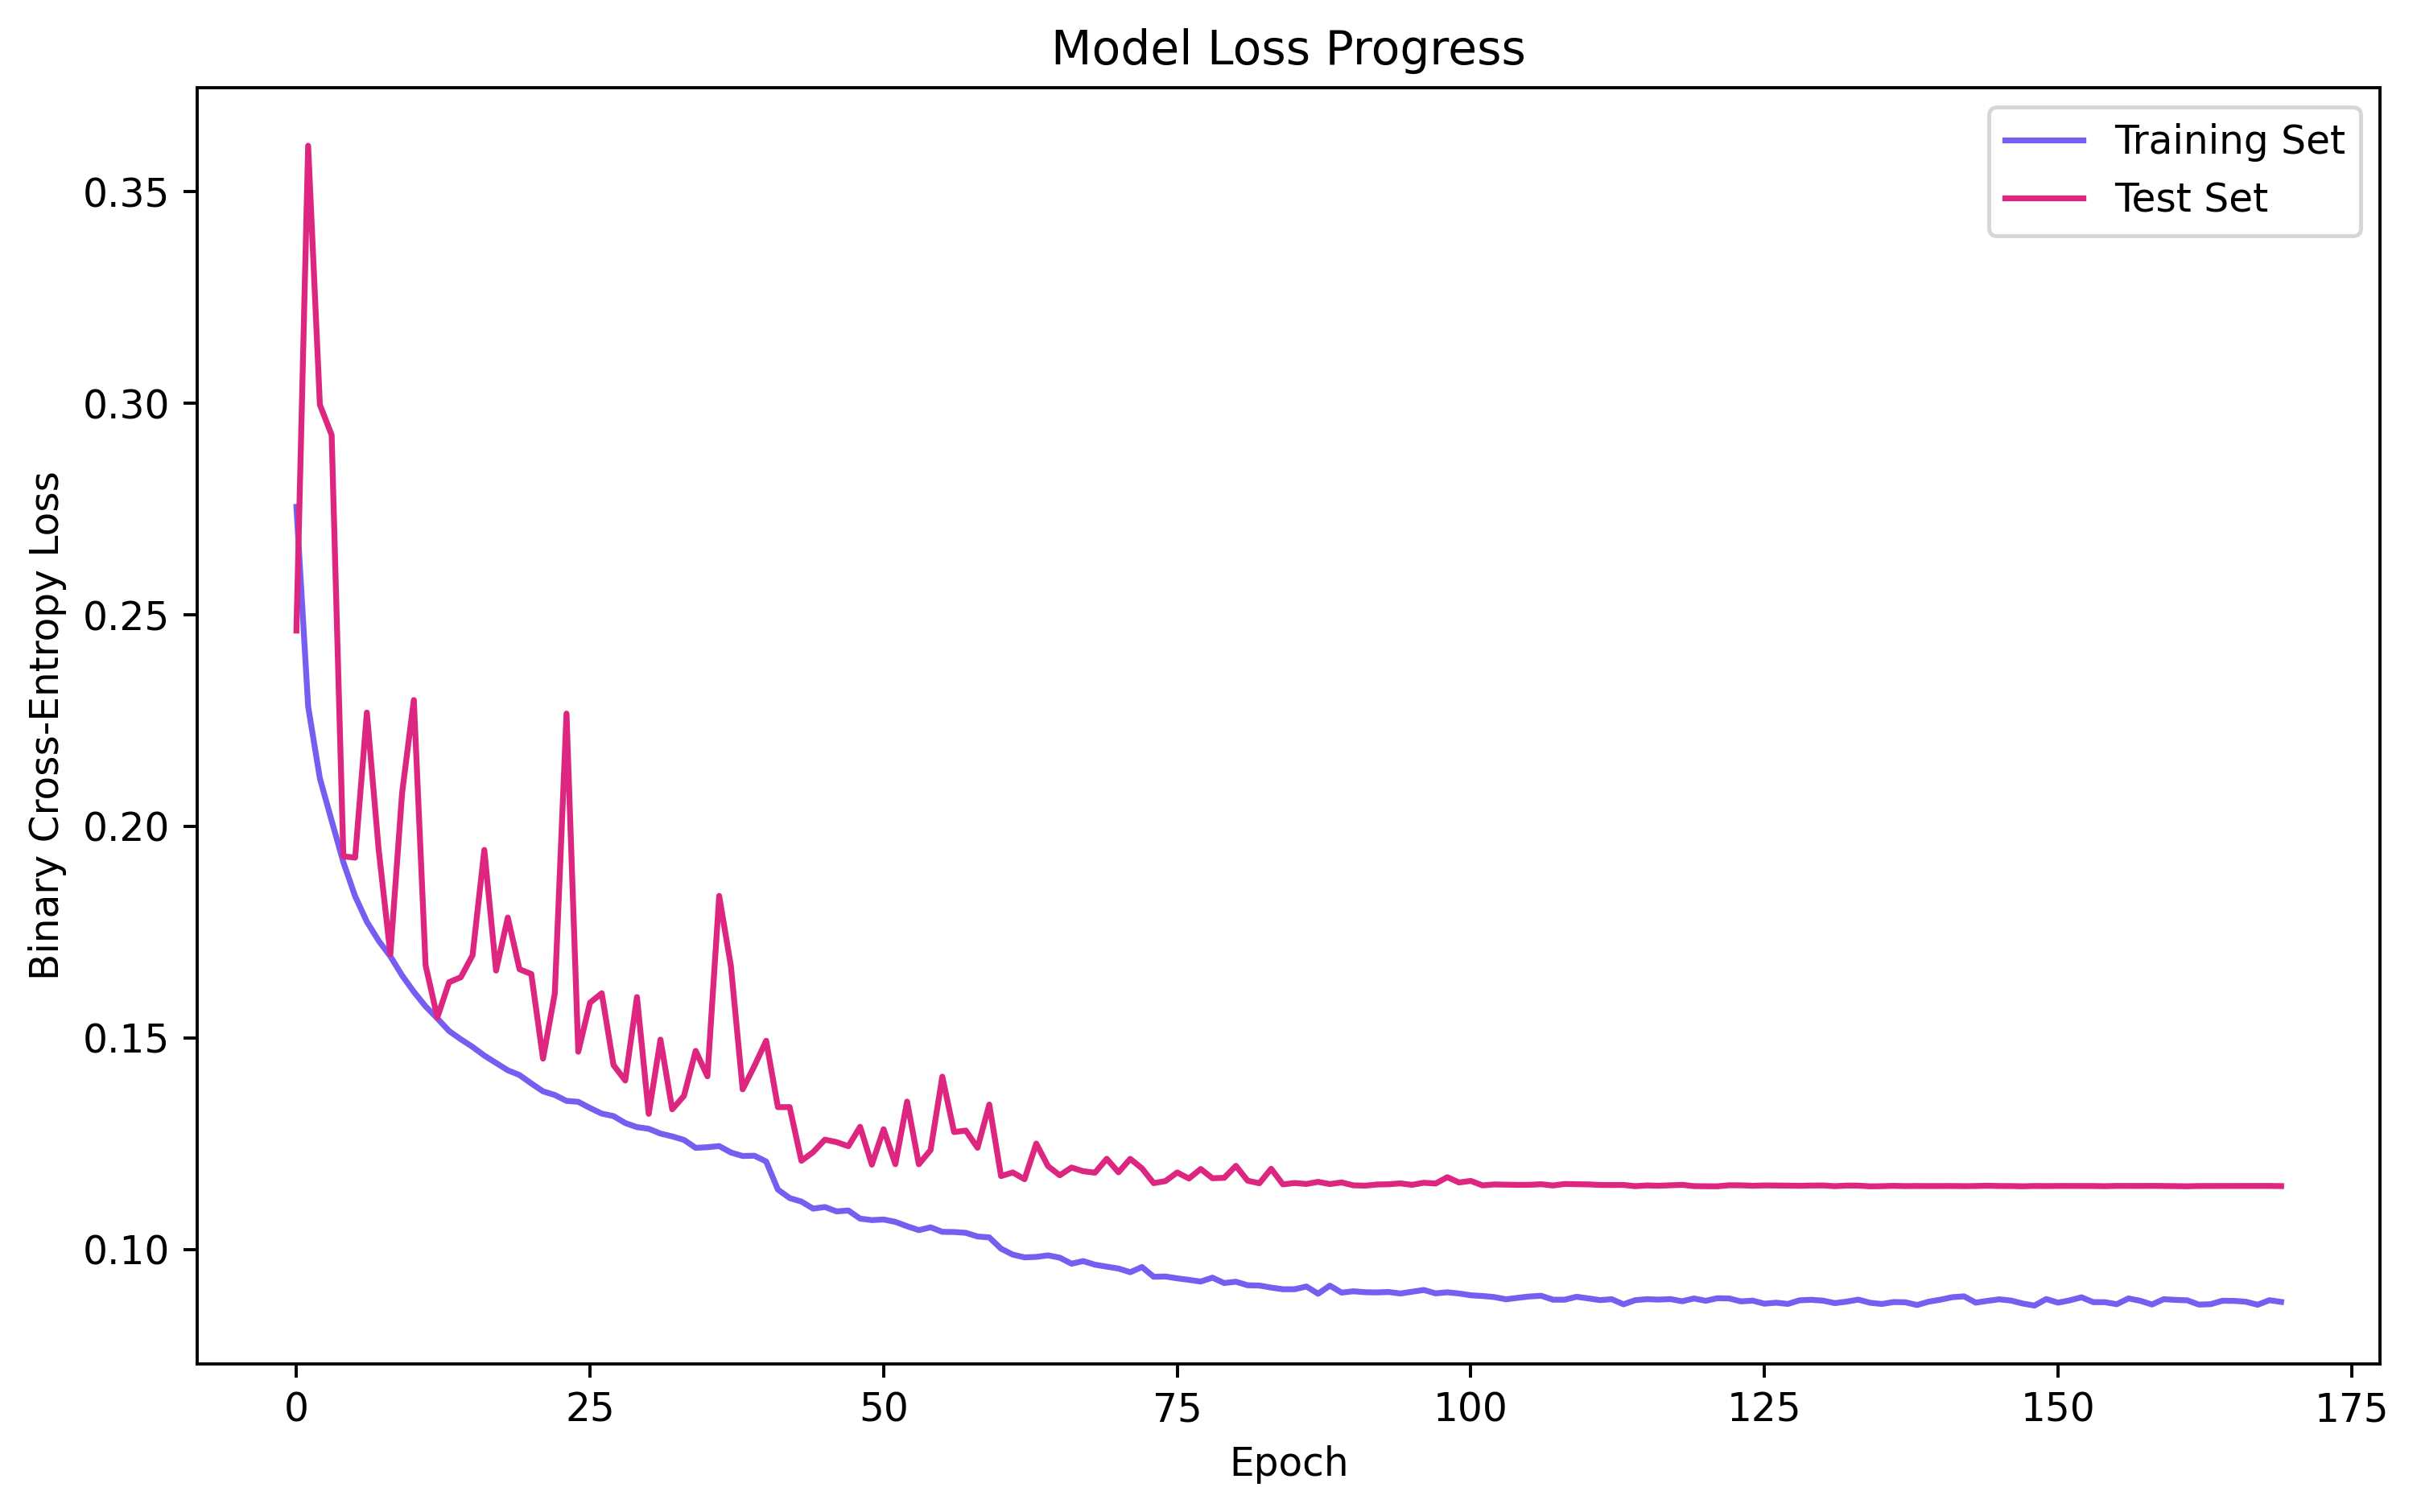 Model Loss Progress
Training Set
Test Set
Binary Cross-Entropy Loss
0.35
0.30
0.25
0.20
0.15
0.10
0 25 50 75 100 125 150 175
Epoch